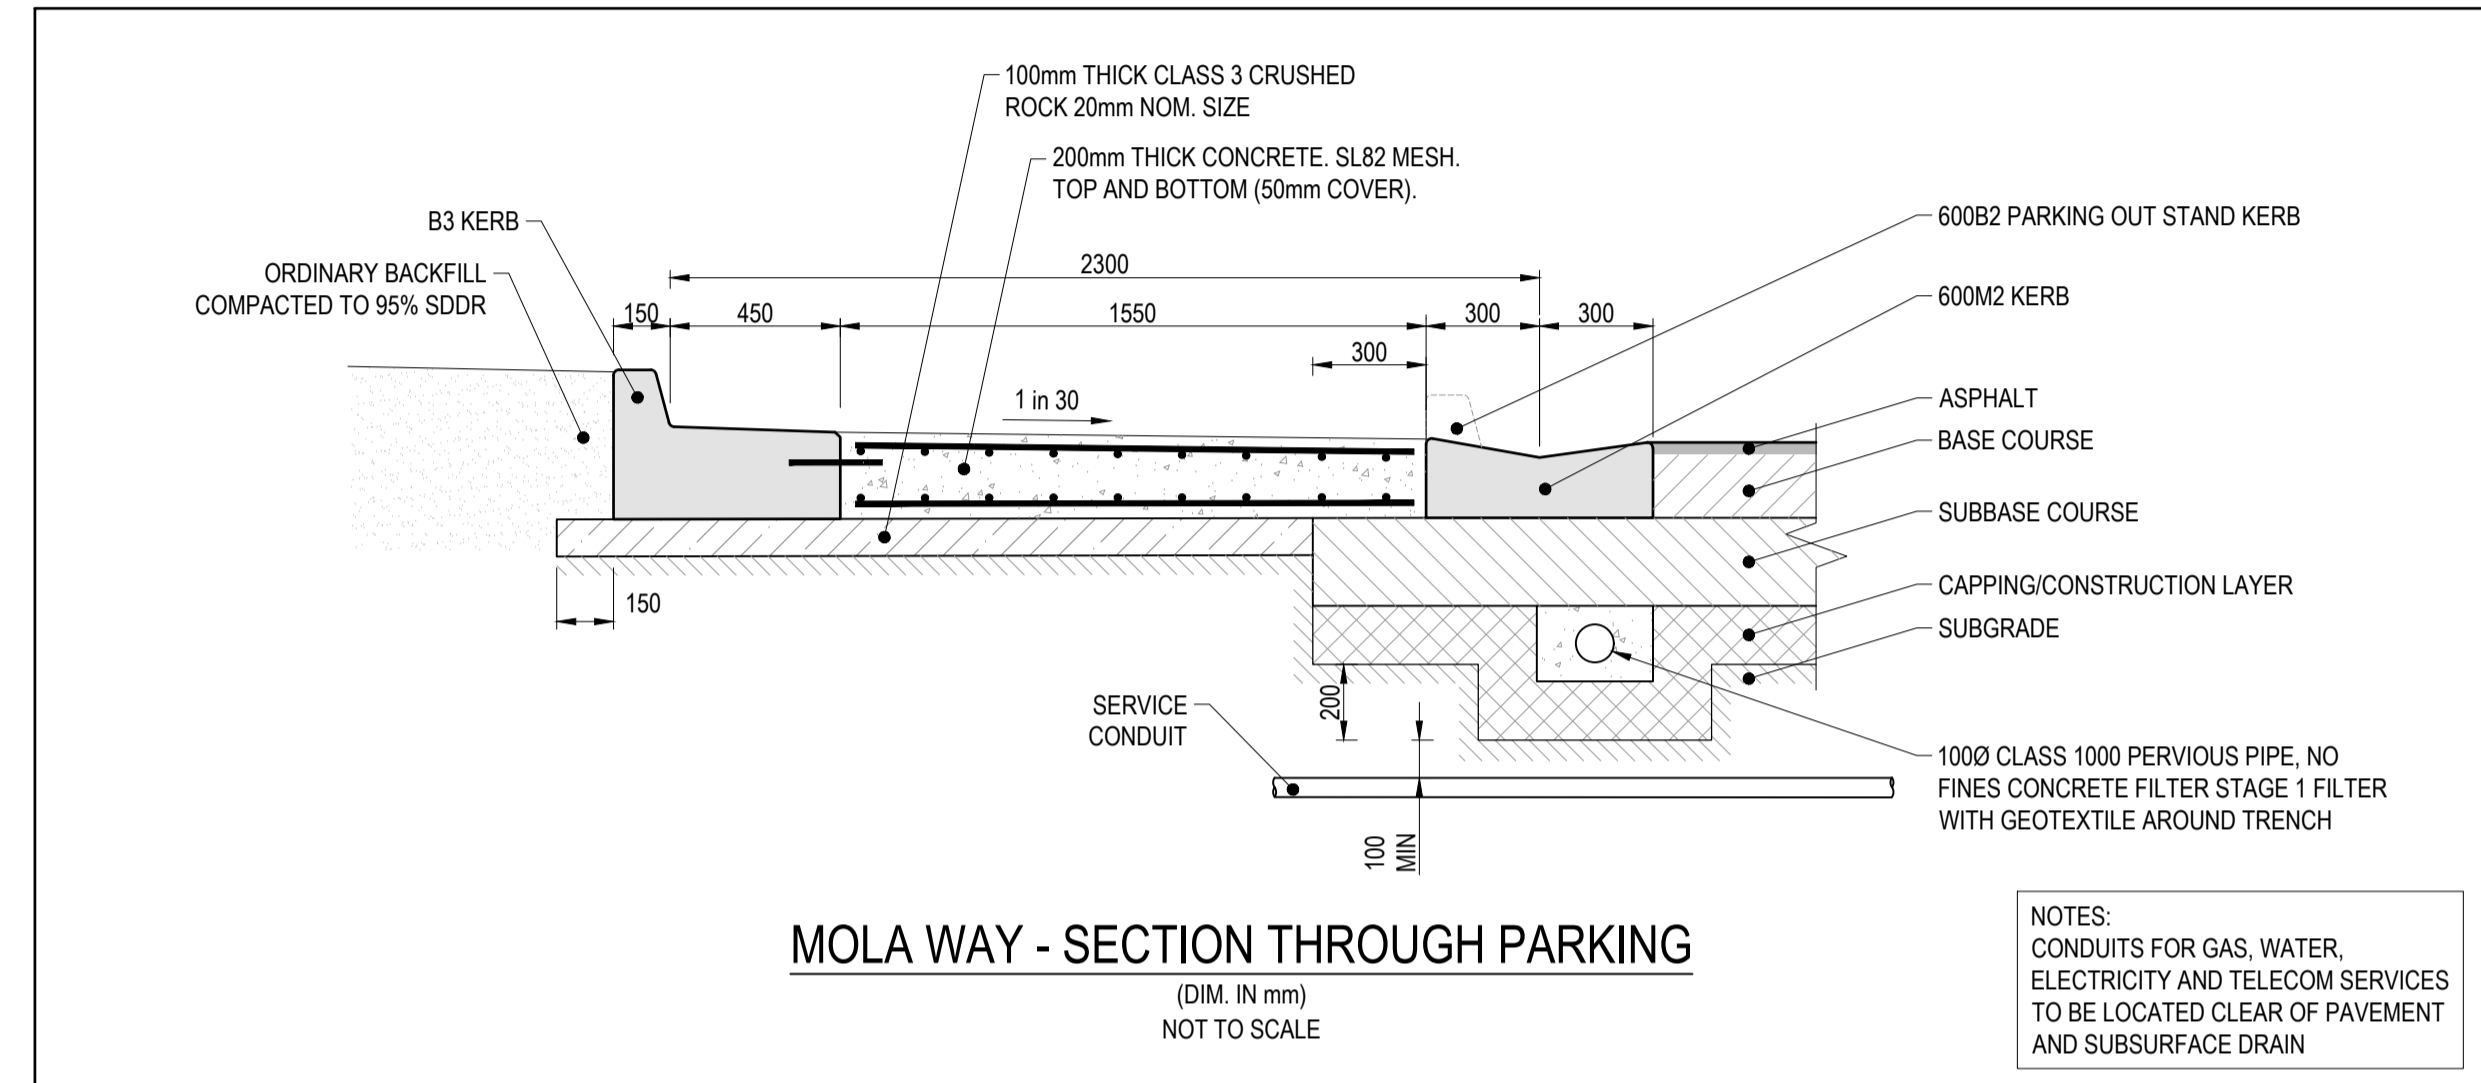 100mm THICK CLASS 3 CRUSHED
ROCK 20mm NOM. SIZE
200mm THICK CONCRETE. SL82 MESH.
TOP AND BOTTOM (50mm COVER).
B3 KERB
ORDINARY BACKFILL
COMPACTED TO 95% SDDR
600B2 PARKING OUT STAND KERB
600M2 KERB
2300
150
450
1550
300
300
300
1 in 30
ASPHALT
BASE COURSE
SUBBASE COURSE
CAPPING/CONSTRUCTION LAYER
SUBGRADE
150
200
SERVICE
CONDUIT
100
MIN
100Ø CLASS 1000 PERVIOUS PIPE, NO
FINES CONCRETE FILTER STAGE 1 FILTER
WITH GEOTEXTILE AROUND TRENCH
MOLA WAY - SECTION THROUGH PARKING
(DIM. IN mm)
NOT TO SCALE
NOTES:
CONDUITS FOR GAS, WATER,
ELECTRICITY AND TELECOM SERVICES
TO BE LOCATED CLEAR OF PAVEMENT
AND SUBSURFACE DRAIN